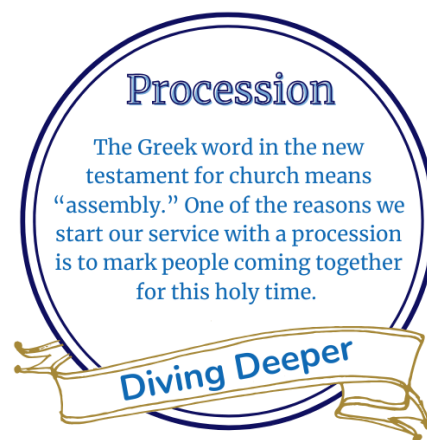 Procession
The Greek word in the new
testament for church means
“assembly.” One of the reasons we
start our service with a procession
is to mark people coming together
for this holy time.
Diving Deeper